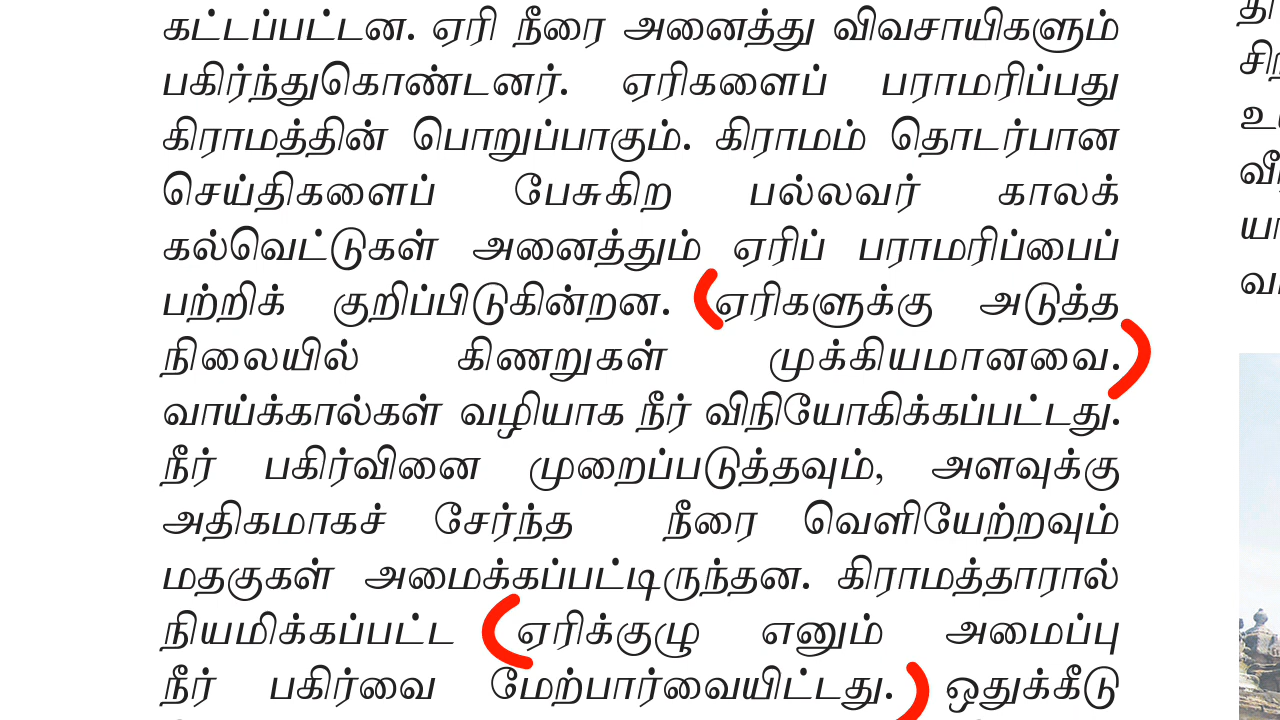 கட்டப்பட்டன. ஏரி நீரை அனைத்து விவசாயிகளும்
பகிர்ந்துகொண்டனர். ஏரிகளைப் பராமரிப்பது
கிராமத்தின் பொறுப்பாகும். கிராமம் தொடர்பான
செய்திகளைப் பேசுகிற பல்லவர் காலக்
கல்வெட்டுகள் அனைத்தும் ஏரிப் பராமரிப்பைப்
பற்றிக் குறிப்பிடுகின்றன. ஏரிகளுக்கு அடுத்த
நிலையில் கிணறுகள் முக்கியமானவை.
வாய்க்கால்கள் வழியாக நீர் விநியோகிக்கப்பட்டது.
நீர் பகிர்வினை முறைப்படுத்தவும், அளவுக்கு
அதிகமாகச் சேர்ந்த நீரை வெளியேற்றவும்
மதகுகள் அமைக்கப்பட்டிருந்தன. கிராமத்தாரால்
நியமிக்கப்பட்ட ஏரிக்குழு எனும் அமைப்பு
நீர் பகிர்வை மேற்பார்வையிட்டது. ஒதுக்கீடு